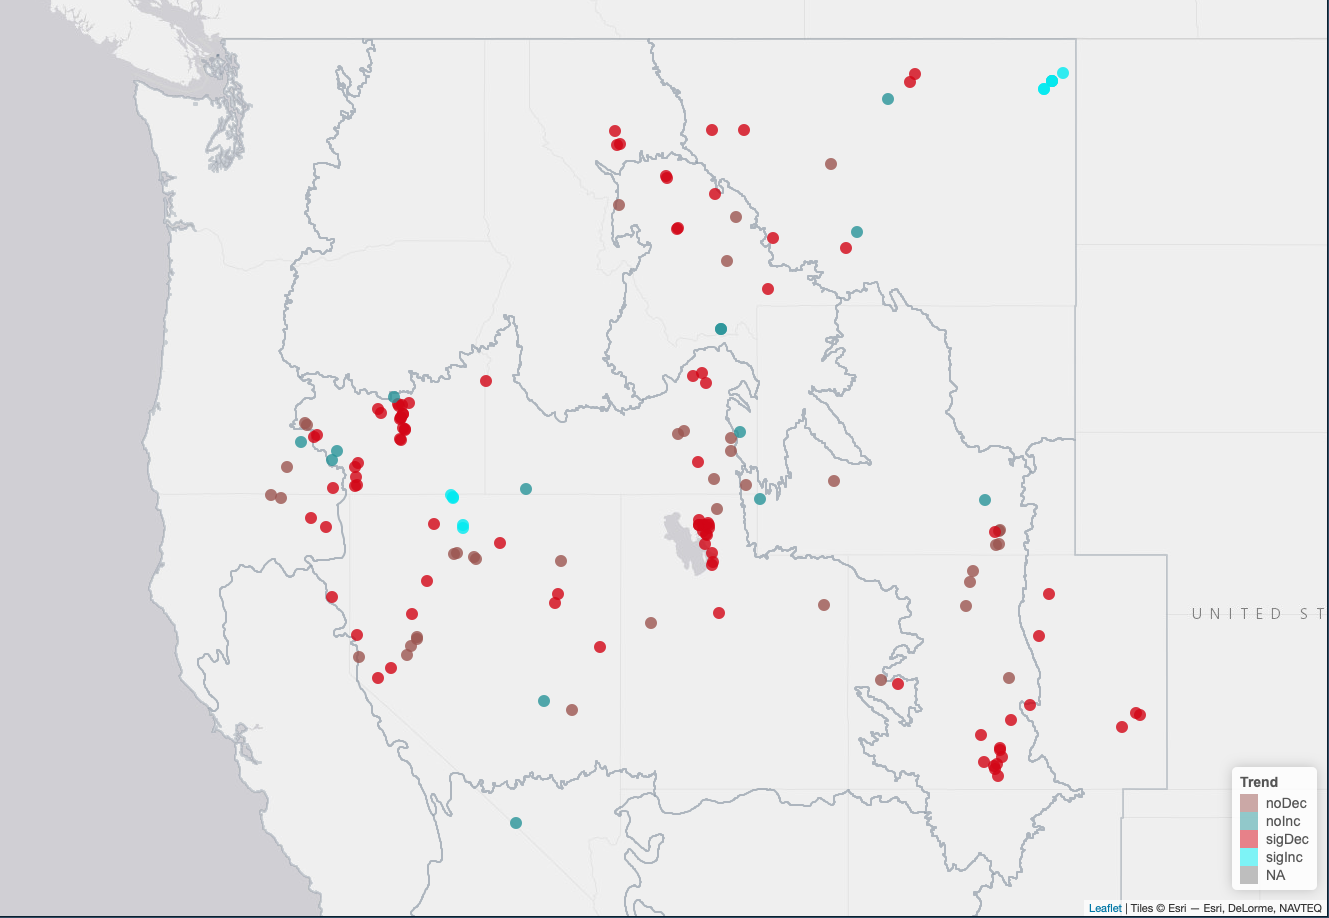 UNITED ST
Trend
noDec
noInc
sigDec
sigInc
NA
Leaflet | Tiles © Esri — Esri, DeLorme, NAVTEQ